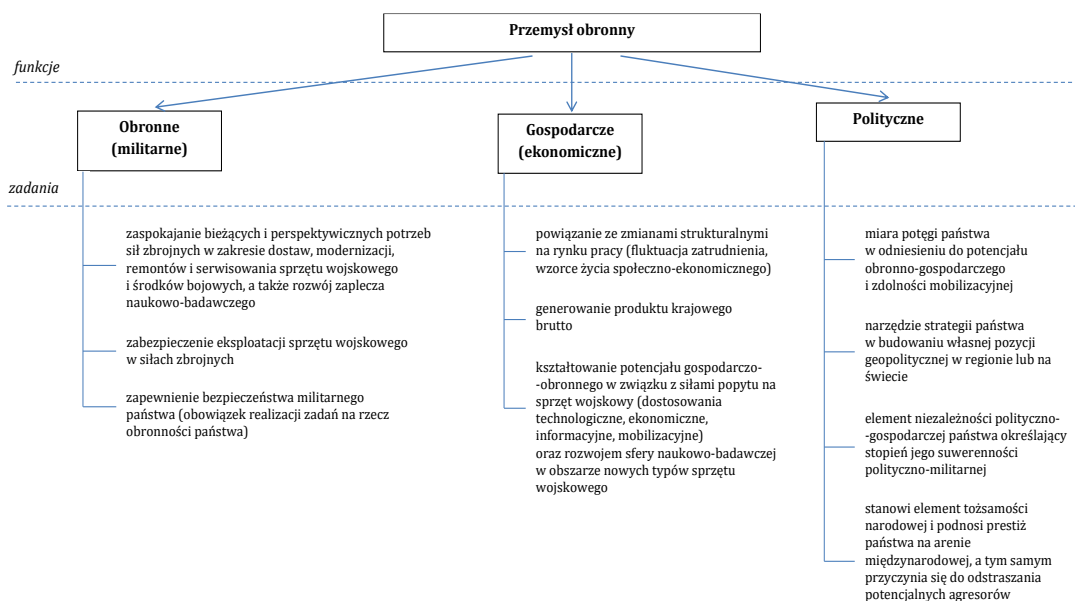 Przemysł obronny
funkcje
Obronne
(militarne)
Gospodarcze
(ekonomiczne)
Polityczne
zadania
zaspokajanie bieżących i perspektywicznych potrzeb
sił zbrojnych w zakresie dostaw, modernizacji,
remontów i serwisowania sprzętu wojskowego
i środków bojowych, a także rozwój zaplecza
naukowo-badawczego
zabezpieczenie eksploatacji sprzętu wojskowego
w siłach zbrojnych
zapewnienie bezpieczeństwa militarnego
państwa (obowiązek realizacji zadań na rzecz
obronności państwa)
powiązanie ze zmianami strukturalnymi
na rynku pracy (fluktuacja zatrudnienia,
wzorce życia społeczno-ekonomicznego)
generowanie produktu krajowego
brutto
kształtowanie potencjału gospodarczo-
-obronnego w związku z siłami popytu na
sprzęt wojskowy (dostosowania
technologiczne, ekonomiczne,
informacyjne, mobilizacyjne)
oraz rozwojem sfery naukowo-badawczej
w obszarze nowych typów sprzętu
wojskowego
miara potęgi państwa
w odniesieniu do potencjału
obronno-gospodarczego
i zdolności mobilizacyjnej
narzędzie strategii państwa
w budowaniu własnej pozycji
geopolitycznej w regionie lub na
świecie
element niezależności polityczno-
-gospodarczej państwa określający
stopień jego suwerenności
polityczno-militarnej
stanowi element tożsamości
narodowej i podnosi prestiż
państwa na arenie
międzynarodowej, a tym samym
przyczynia się do odstraszania
potencjalnych agresorów